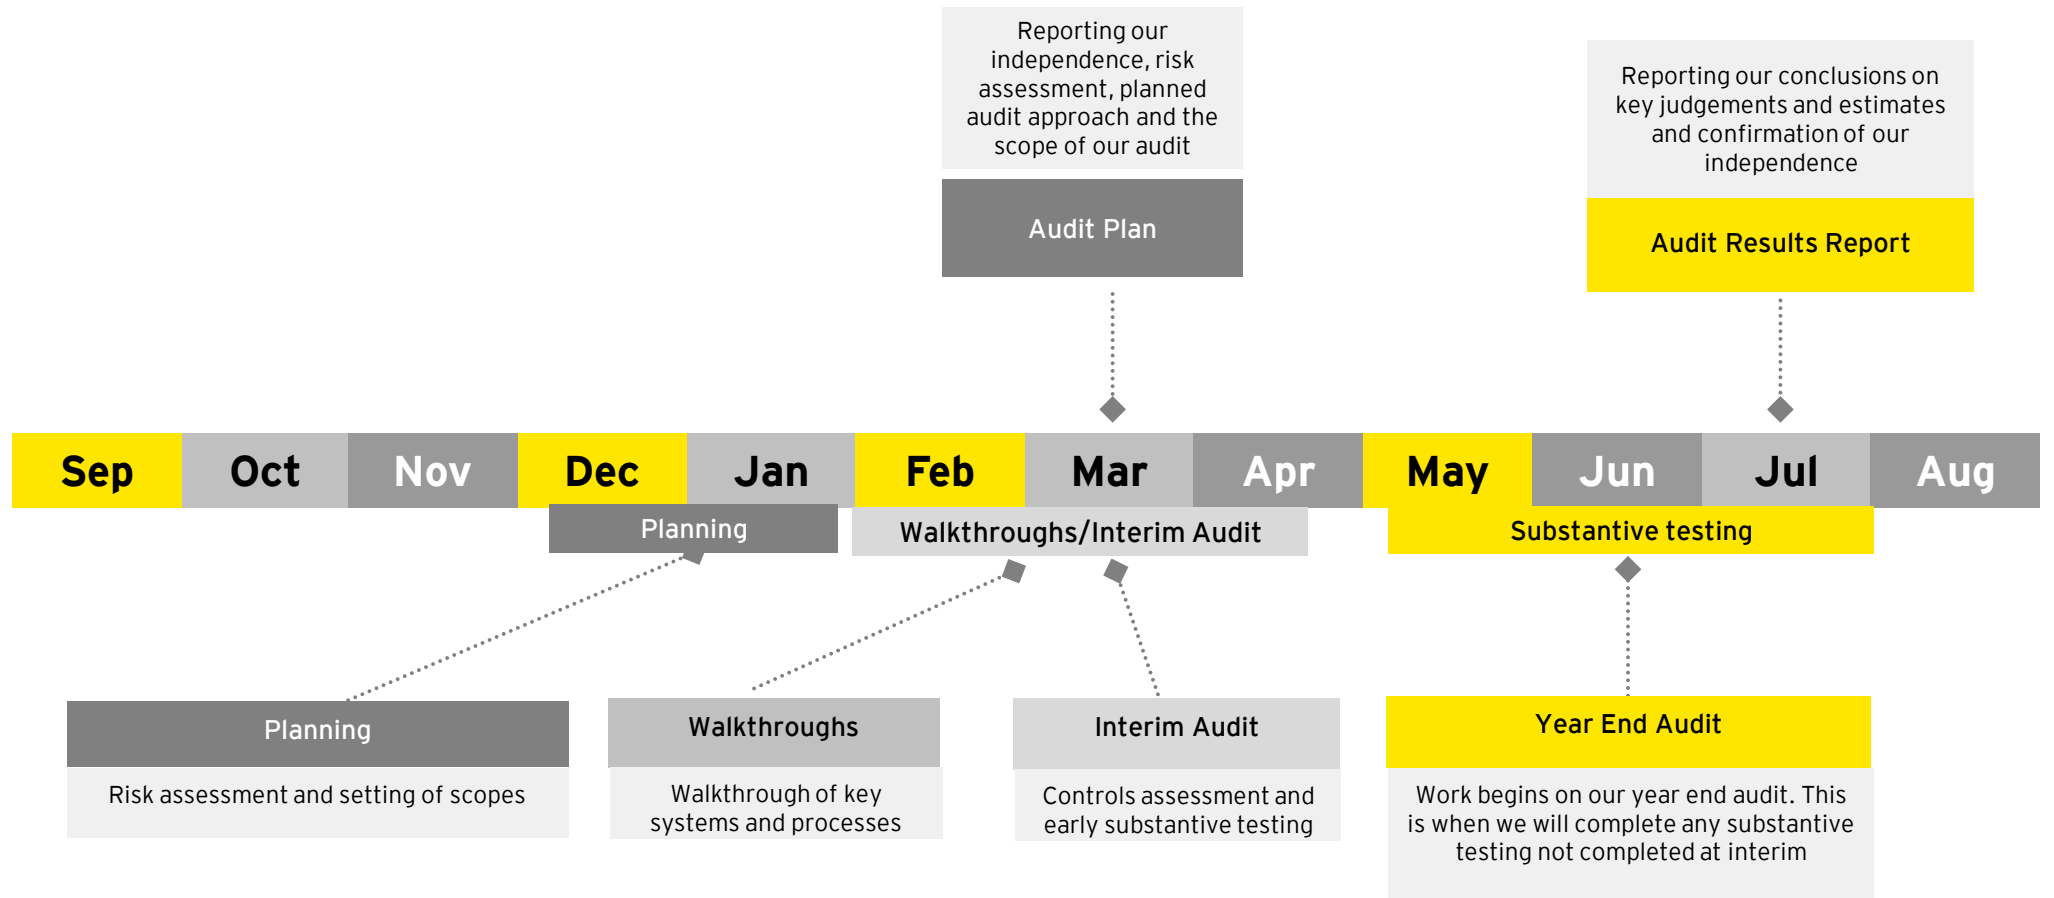 Reporting our
independence, risk
assessment, planned
audit approach and the
scope of our audit
Audit Plan
Reporting our conclusions on
key judgements and estimates
and confirmation of our
independence
Audit Results Report
Sep
Oct
Nov
Dec
Jan
Feb
Mar
Apr
May
Jun
Jul
Aug
Planning
Walkthroughs/Interim Audit
Substantive testing
Planning
Risk assessment and setting of scopes
Walkthroughs
Walkthrough of key
systems and processes
Interim Audit
Controls assessment and
early substantive testing
Year End Audit
Work begins on our year end audit. This
is when we will complete any substantive
testing not completed at interim